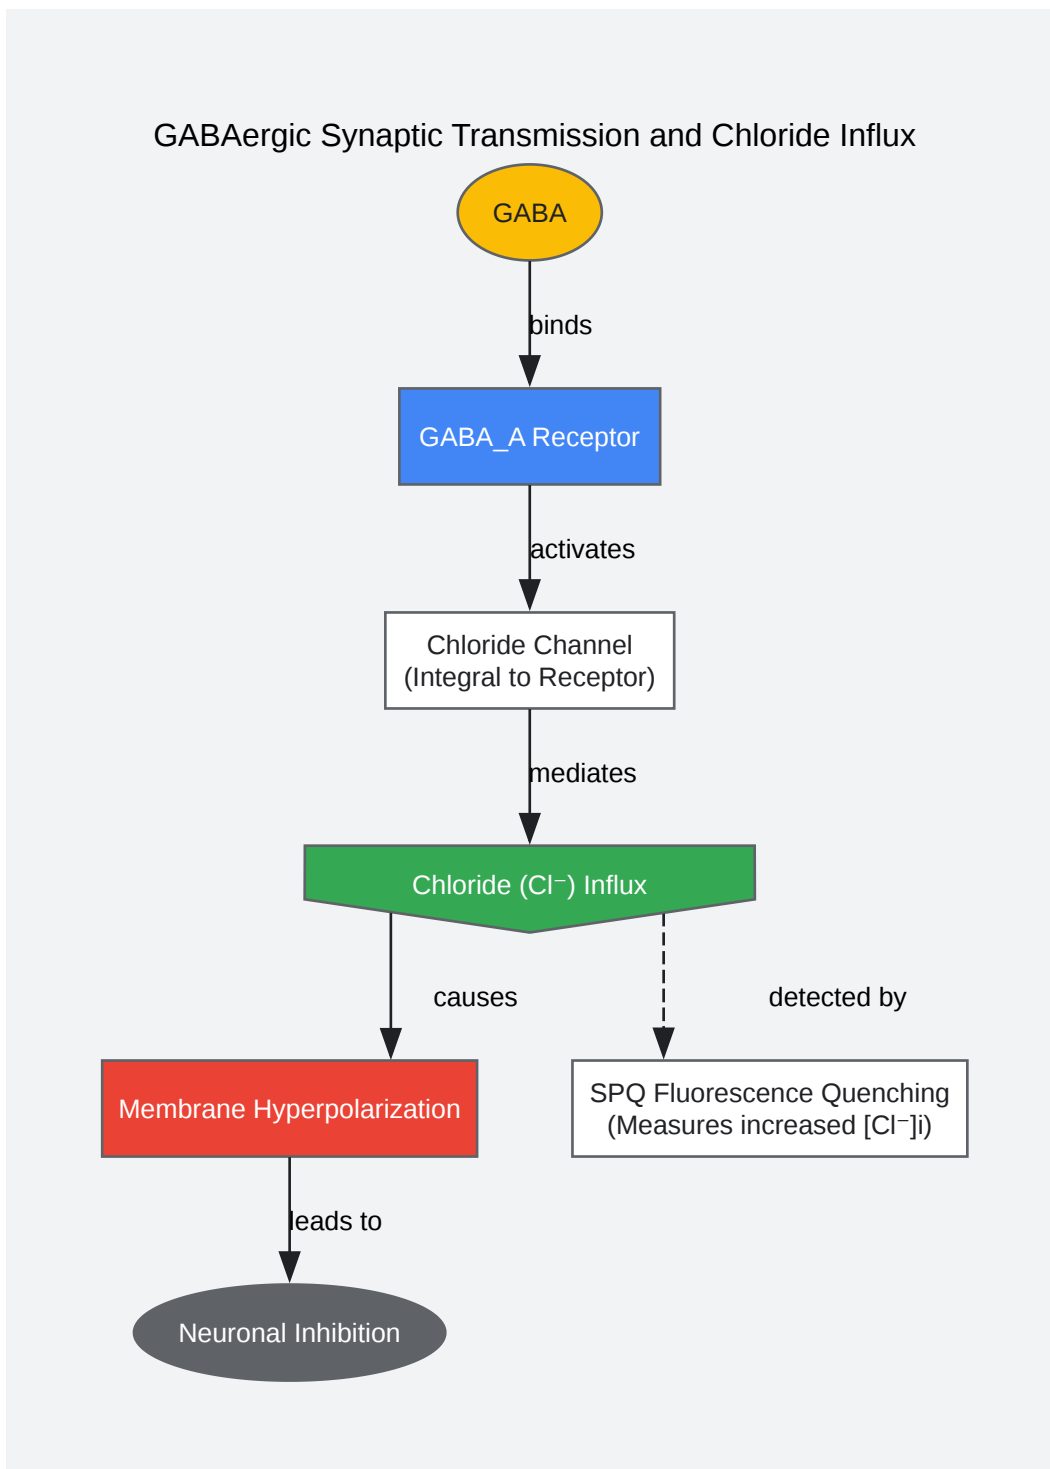 GABAergic Synaptic Transmission and Chloride Influx
GABA
binds
GABA_A Receptor
activates
Chloride Channel
(Integral to Receptor)
mediates
Chloride (Cl⁻) Influx
causes
detected by
Membrane Hyperpolarization
SPQ Fluorescence Quenching
(Measures increased [Cl⁻]i)
leads to
Neuronal Inhibition